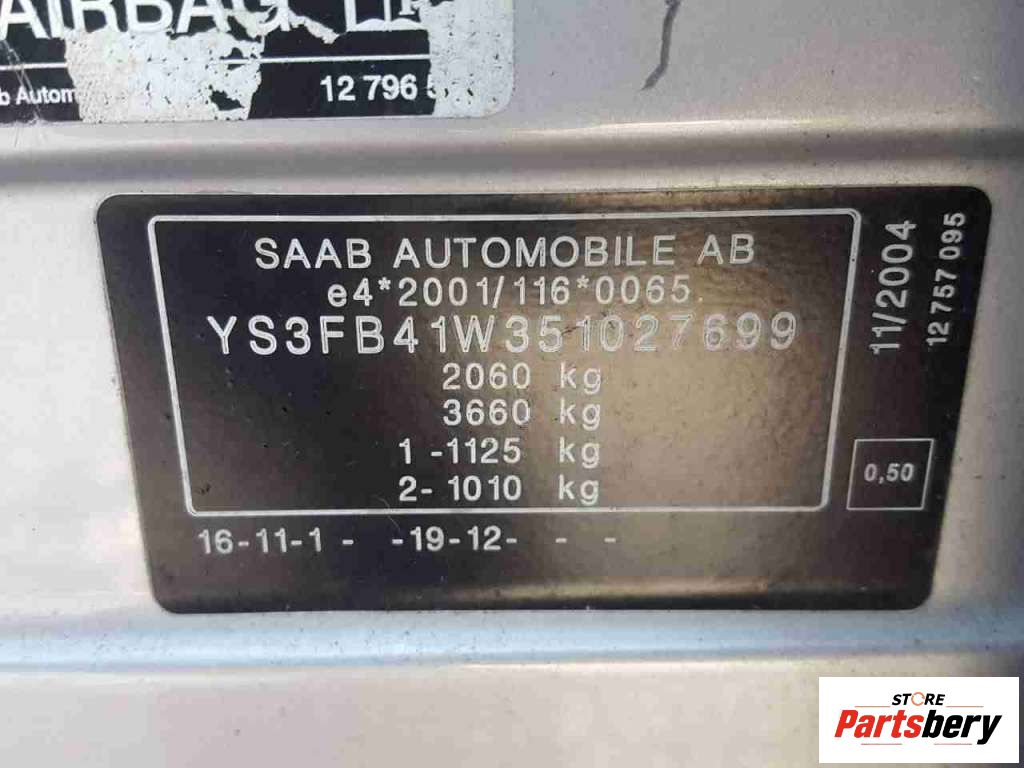 AIRBAG
Autom
12 796
SAAB AUTOMOBILE AB
e4*2001/116*0065
YS3FB41W351027699
2060 kg
3660 kg
1 -1125 kg
2- 1010 kg
16-11-1 - -19-12- - -
11/2004
12 757 095
0,50
STORE
Partsbery